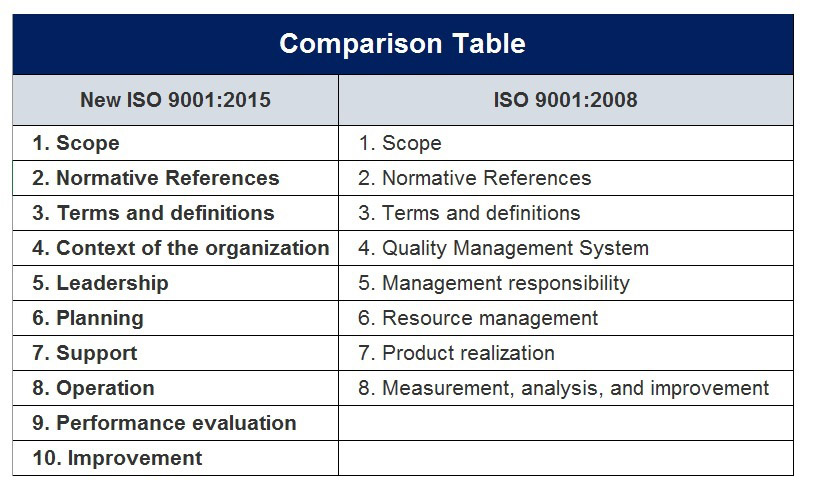 Comparison Table
New ISO 9001:2015 ISO 9001:2008
1. Scope 1. Scope
2. Normative References 2. Normative References
3. Terms and definitions 3. Terms and definitions
4. Context of the organization 4. Quality Management System
5. Leadership 5. Management responsibility
6. Planning 6. Resource management
7. Support 7. Product realization
8. Operation 8. Measurement, analysis, and improvement
9. Performance evaluation
10. Improvement